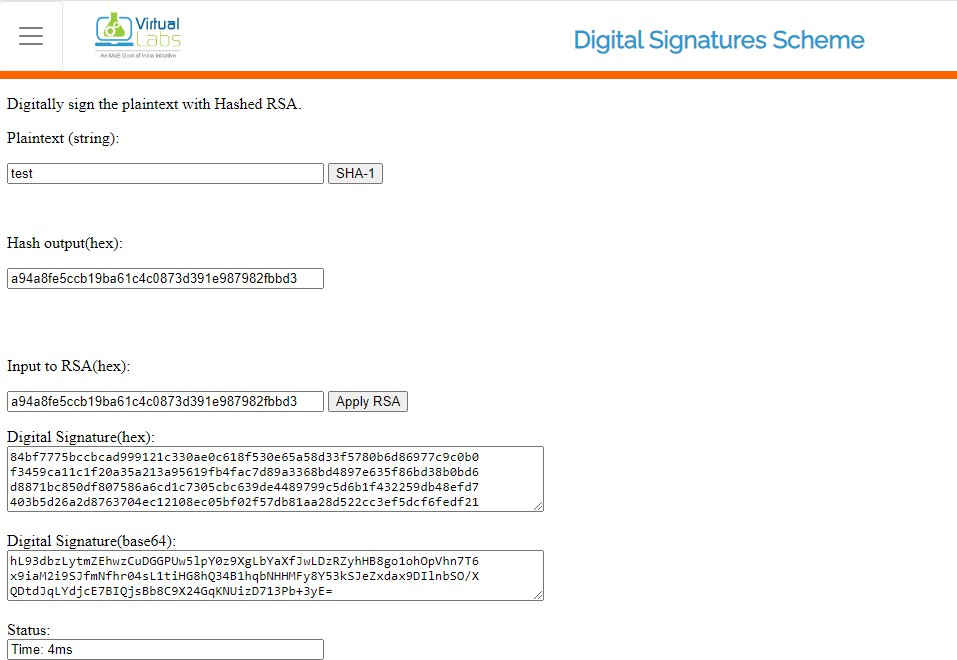 Virtual
Labs
An MoE Govt of India Initiative
Digital Signatures Scheme
Digitally sign the plaintext with Hashed RSA.
Plaintext (string):
test
SHA-1
Hash output(hex):
a94a8fe5ccb19ba61c4c0873d391e987982fbbd3
Input to RSA(hex):
a94a8fe5ccb19ba61c4c0873d391e987982fbbd3
Apply RSA
Digital Signature(hex):
84bf7775bccbcad999121c330ae0c618f530e65a58d33f5780b6d86977c9c0b0
f3459ca11c1f20a35a213a95619fb4fac7d89a3368bd4897e635f86bd38b0bd6
d8871bc850df807586a6cd1c7305cbc639de4489799c5d6b1f432259db48efd7
403b5d26a2d8763704ec12108ec05bf02f57db81aa28d522cc3ef5dcf6fedf21
Digital Signature(base64):
hL93dbzLytmZEhwzCuDGGPUw5lpY0z9XgLbYaXfJwLDzRZyhHB8go1ohOpVhn7T6
x9iaM2i9SJfmNfhr04sL1tiHG8hQ34B1hqbNHHMFy8Y53kSJeZxdax9DIlnbSO/X
QDtdJqLYdjcE7BIQjsBb8C9X24GqKNUizD713Pb+3yE=
Status:
Time: 4ms